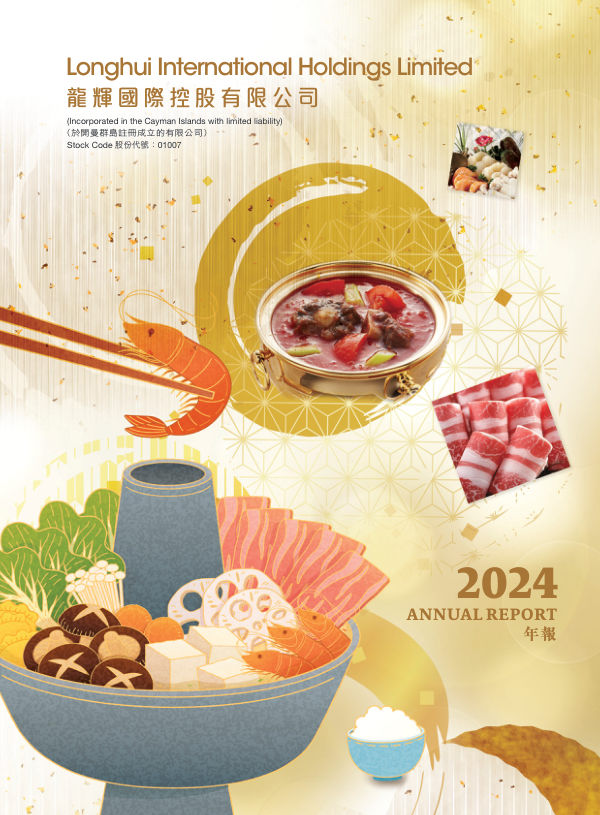 Longhui International Holdings Limited
龍輝國際控股有限公司
(Incorporated in the Cayman Islands with limited liability)
（於開曼群島註冊成立的有限公司）
Stock Code 股份代號：01007
2024
ANNUAL REPORT
年報